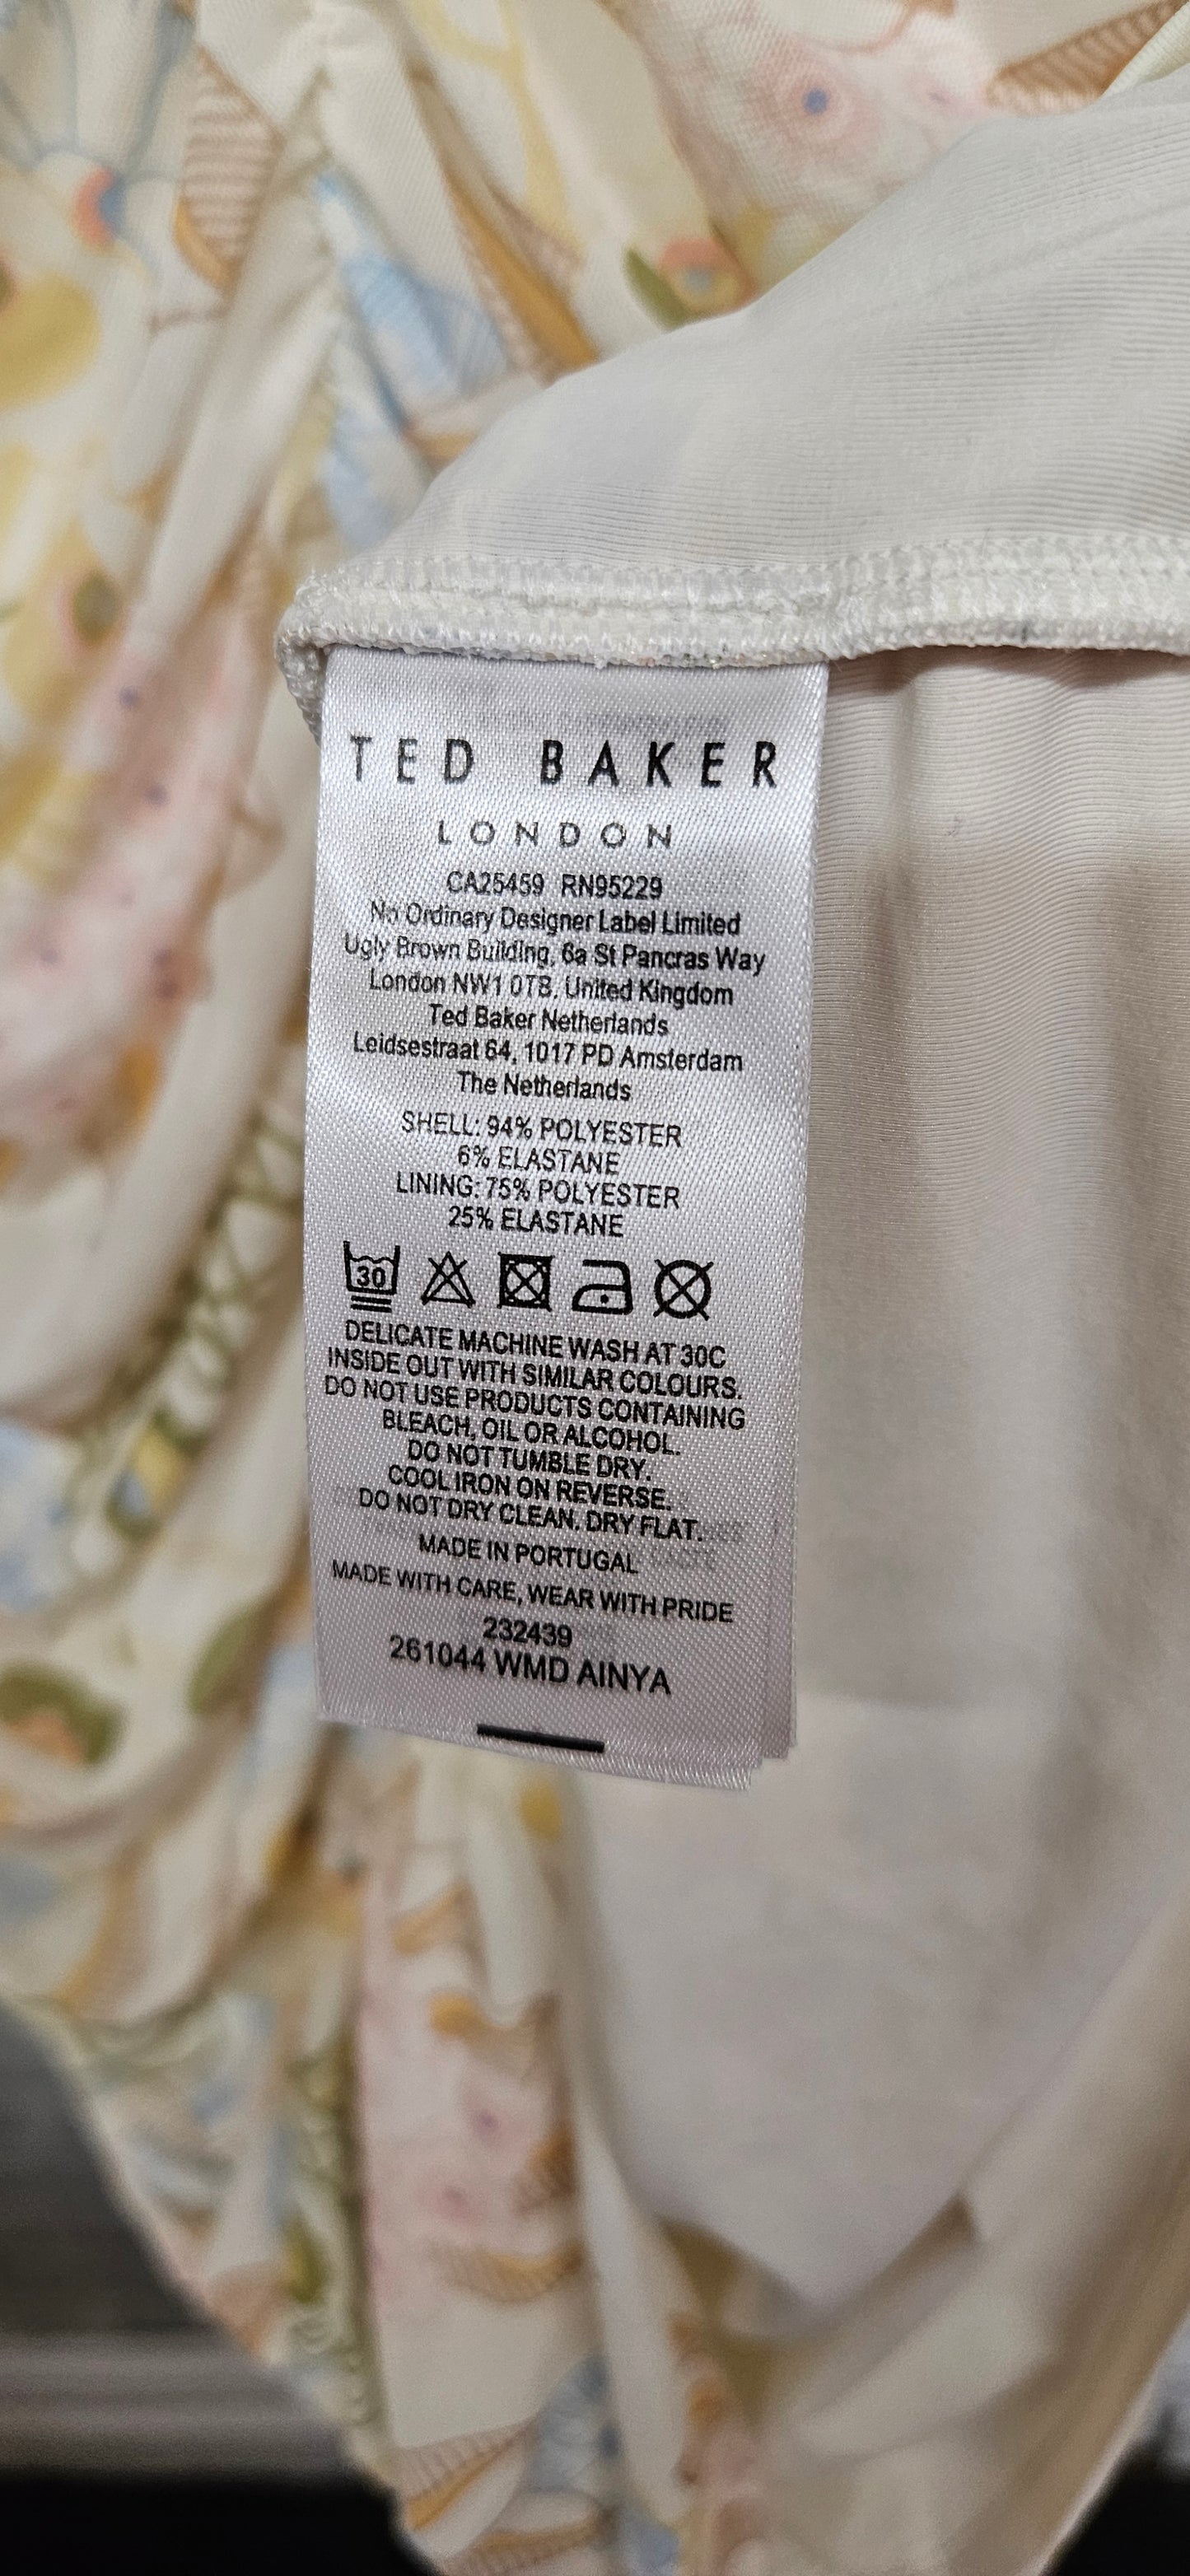 TED BAKER
LONDON
CA25459 RN95229
No Ordinary Designer Label Limited
Ugly Brown Building, 6a St Pancras Way
London NW1 0TB, United Kingdom
Ted Baker Netherlands
Leidsestraat 64, 1017 PD Amsterdam
The Netherlands
SHELL: 94% POLYESTER
6% ELASTANE
LINING: 75% POLYESTER
25% ELASTANE
30
DELICATE MACHINE WASH AT 30C
INSIDE OUT WITH SIMILAR COLOURS.
DO NOT USE PRODUCTS CONTAINING
BLEACH, OIL OR ALCOHOL.
DO NOT TUMBLE DRY.
COOL IRON ON REVERSE.
DO NOT DRY CLEAN. DRY FLAT.
MADE IN PORTUGAL
MADE WITH CARE, WEAR WITH PRIDE
232439
261044 WMD AINYA